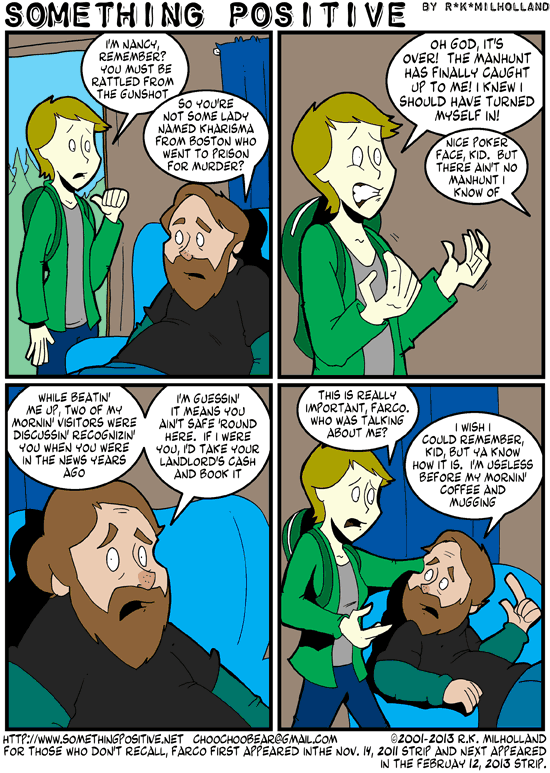 SOMETHING POSITIVE BY R*K*MILHOLLAND
I'M NANCY,
REMEMBER?
YOU MUST BE
RATTLED FROM
THE GUNSHOT
SO YOU'RE
NOT SOME LADY
NAMED KHARISMA
FROM BOSTON WHO
WENT TO PRISON
FOR MURDER?
OH GOD, IT'S
OVER! THE MANHUNT
HAS FINALLY CAUGHT
UP TO ME! I KNEW I
SHOULD HAVE TURNED
MYSELF IN!
NICE POKER
FACE, KID. BUT
THERE AIN'T NO
MANHUNT I
KNOW OF
WHILE BEATIN'
ME UP, TWO OF MY
MORNIN' VISITORS WERE
DISCUSSIN' RECOGNIZIN'
YOU WHEN YOU WERE
IN THE NEWS YEARS
AGO
I'M GUESSIN'
IT MEANS YOU
AIN'T SAFE 'ROUND
HERE. IF I WERE
YOU, I'D TAKE YOUR
LANDLORD'S CASH
AND BOOK IT
THIS IS REALLY
IMPORTANT, FARCO.
WHO WAS TALKING
ABOUT ME?
I WISH I
COULD REMEMBER,
KID, BUT YA KNOW
HOW IT IS. I'M USELESS
BEFORE MY MORNIN'
COFFEE AND
MUGGING
HTTP://WWW.SOMETHINGPOSITIVE.NET CHOOCHOOBEAR@GMAIL.COM ©2001-2013 R.K. MILHOLLAND
FOR THOSE WHO DON'T RECALL, FARCO FIRST APPEARED INTHE NOV. 14, 2011 STRIP AND NEXT APPEARED
IN THE FEBRUAY 12, 2013 STRIP.